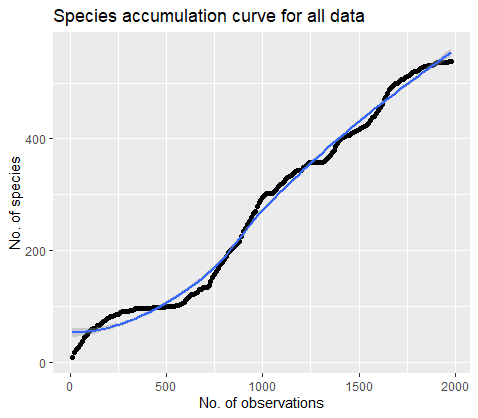 Species accumulation curve for all data
No. of species
400
200
0
0
500
1000
1500
2000
No. of observations